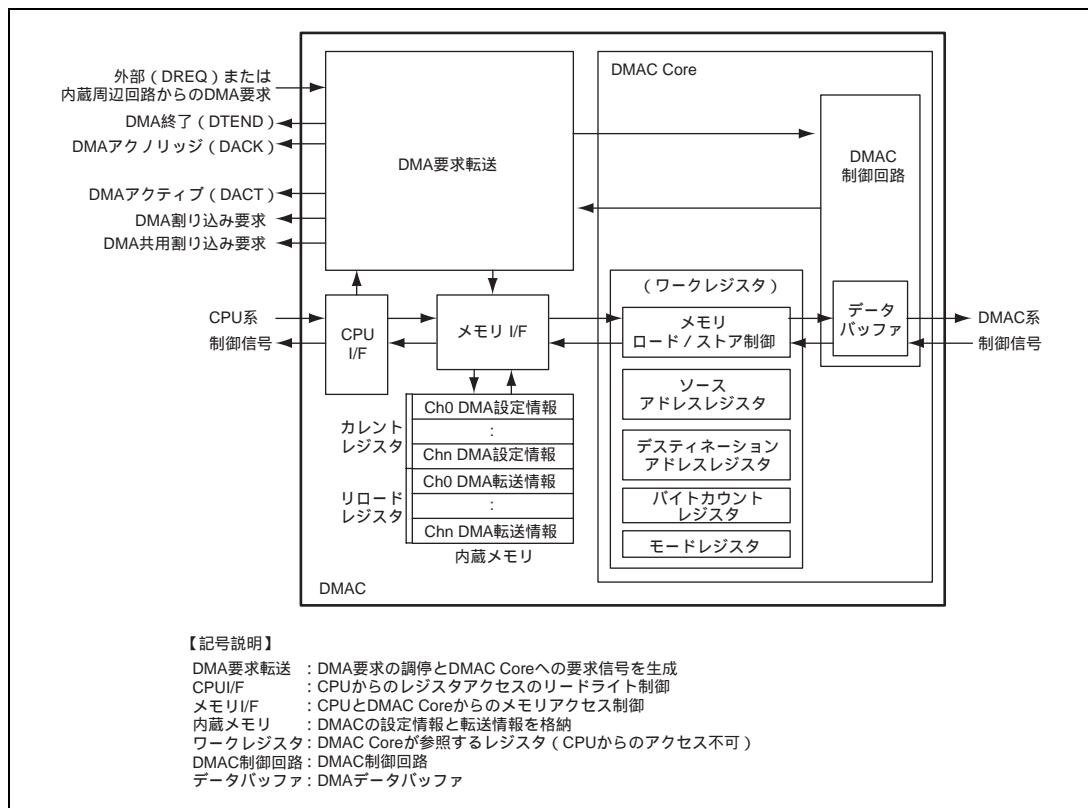 外部（DREQ）または
内蔵周辺回路からのDMA要求
DMA終了（DTEND）
DMAアクノリッジ（DACK）
DMAアクティブ（DACT）
DMA割り込み要求
DMA共用割り込み要求
CPU系
制御信号
DMA要求転送
CPU
I/F
メモリ I/F
カレント
レジスタ
リロード
レジスタ
Ch0 DMA設定情報
:
Chn DMA設定情報
Ch0 DMA転送情報
:
Chn DMA転送情報
内蔵メモリ
DMAC
DMAC Core
DMAC
制御回路
（ワークレジスタ）
メモリ
ロード / ストア制御
ソース
アドレスレジスタ
デスティネーション
アドレスレジスタ
バイトカウント
レジスタ
モードレジスタ
データ
バッファ
DMAC系
制御信号
【記号説明】
DMA要求転送 : DMA要求の調停とDMAC Coreへの要求信号を生成
CPUI/F : CPUからのレジスタアクセスのリードライト制御
メモリI/F : CPUとDMAC Coreからのメモリアクセス制御
内蔵メモリ : DMACの設定情報と転送情報を格納
ワークレジスタ : DMAC Coreが参照するレジスタ（CPUからのアクセス不可）
DMAC制御回路 : DMAC制御回路
データバッファ : DMAデータバッファ